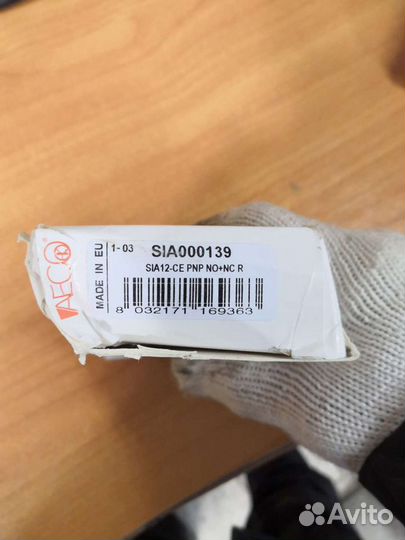 AECO
MADE IN EU
1-03 SIA000139
SIA12-CE PNP NO+NC R
8 032171 169363
Avito